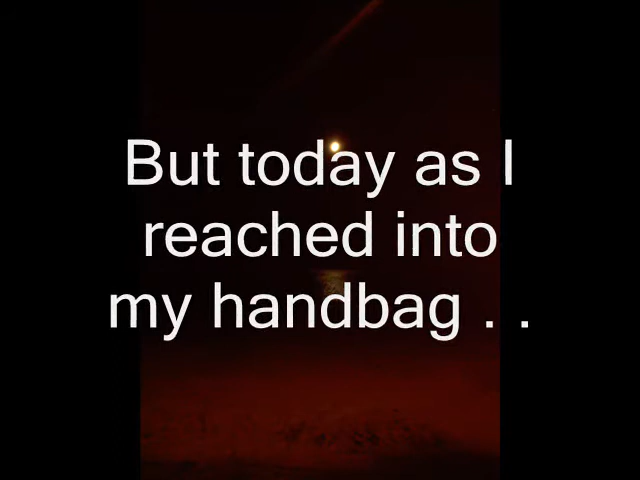 But today as I
reached into
my handbag . .